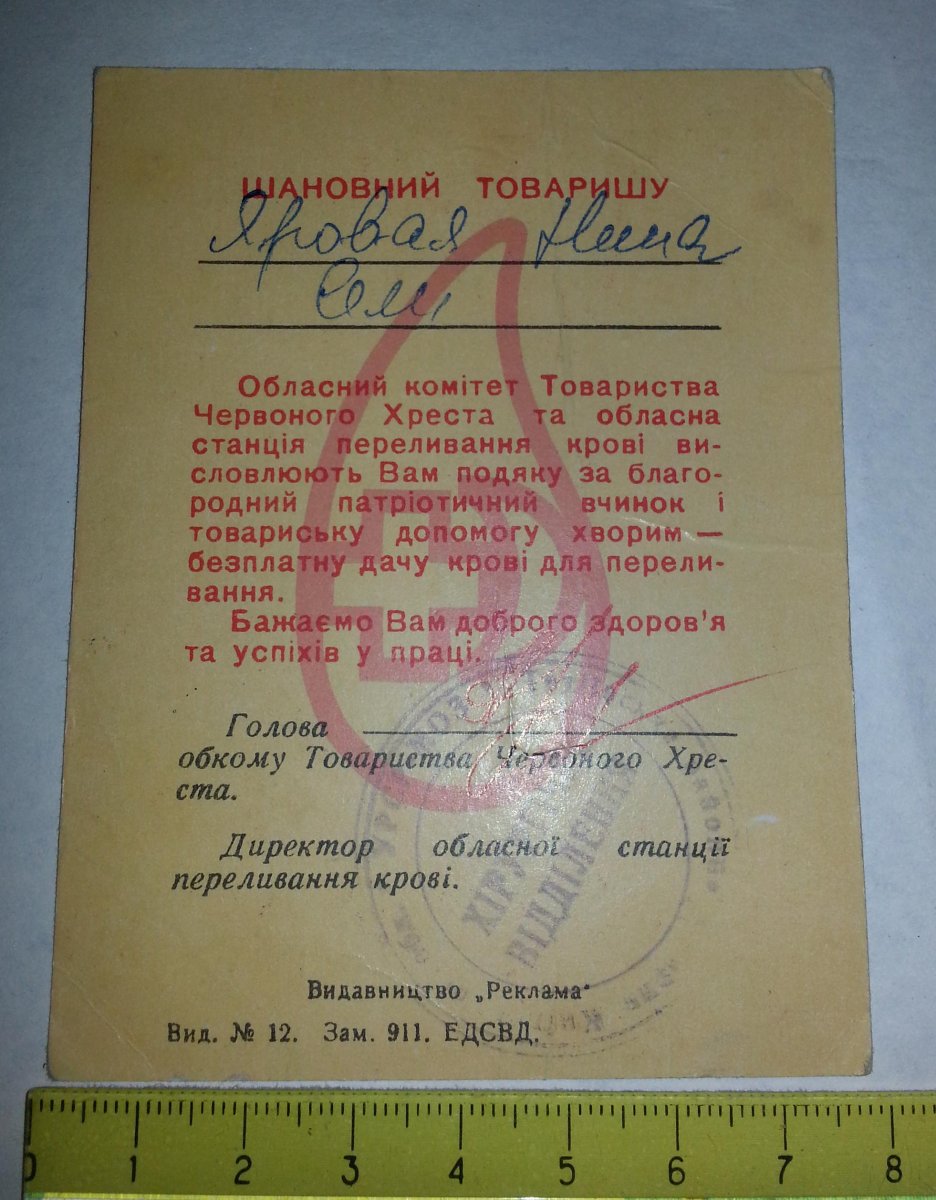 ШАНОВНИЙ ТОВАРИШУ
Яровая Нина
Обласний комітет Товариства
Червоного Хреста та обласна
станція переливання крові ви-
словлюють Вам подяку за благо-
родний патріотичний вчинок і
товариську допомогу хворим —
безплатну дачу крові для перели-
вання.
Бажаємо Вам доброго здоров'я
та успіхів у праці.
Голова
обкому Товариства Червоного Хре-
ста.
Директор обласної станції
переливання крові.
ВІДДІЛЕННЯ
Видавництво „Реклама"
Вид. № 12. Зам. 911. ЕДСВД.
0 1 2 3 4 5 6 7 8